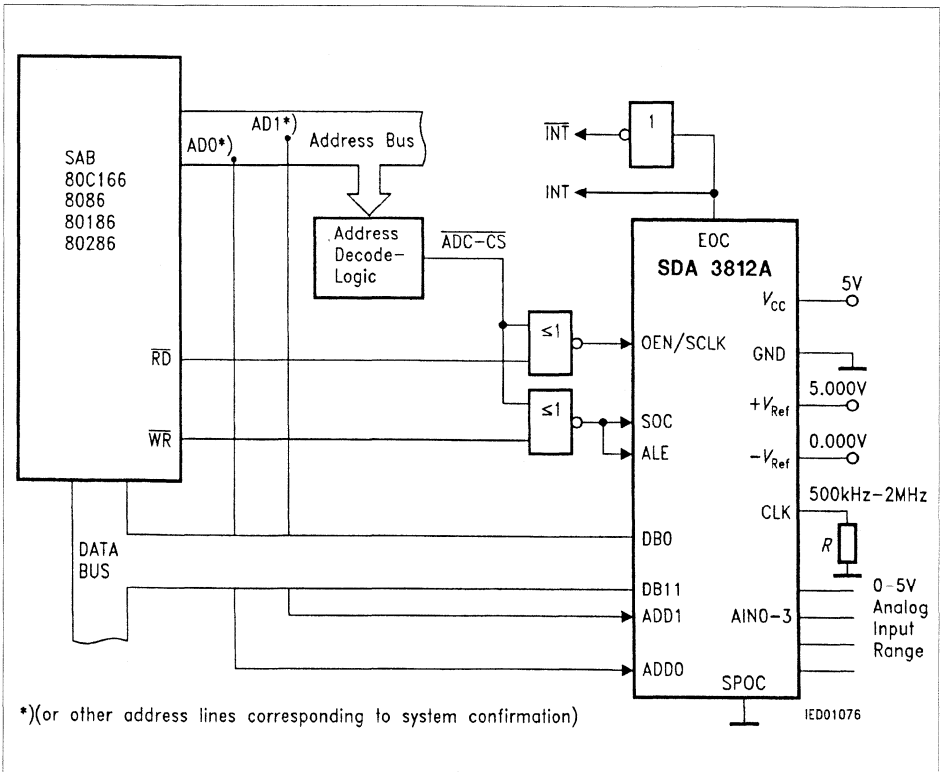 SAB
80C166
8086
80186
80286
AD0*)
AD1*)
Address Bus
Address
Decode-
Logic
ADC-CS
RD
WR
DATA
BUS
≤1
≤1
INT
1
INT
EOC
SDA 3812A
OEN/SCLK
SOC
ALE
DB0
DB11
ADD1
ADD0
VCC
GND
+VRef
-VRef
CLK
AIN0-3
SPOC
5V
5.000V
0.000V
500kHz-2MHz
R
0-5V
Analog
Input
Range
*)(or other address lines corresponding to system confirmation)
IED01076